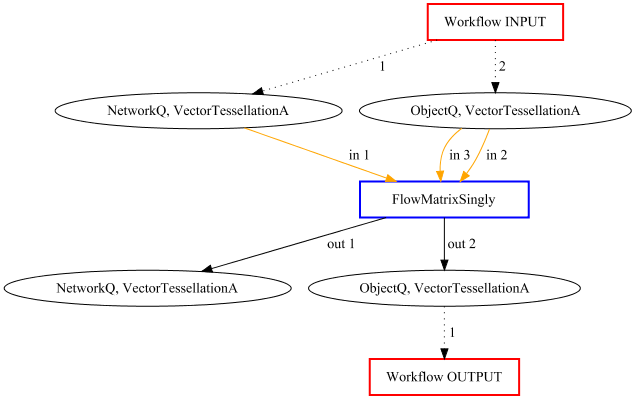 Workflow INPUT
1
2
NetworkQ, VectorTessellationA
ObjectQ, VectorTessellationA
in 1
in 3
in 2
FlowMatrixSingly
out 1
out 2
NetworkQ, VectorTessellationA
ObjectQ, VectorTessellationA
1
Workflow OUTPUT